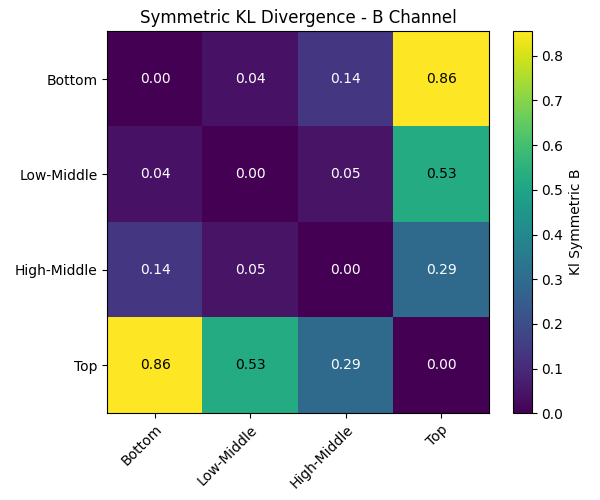 Symmetric KL Divergence - B Channel
Bottom 0.00 0.04 0.14 0.86
Low-Middle 0.04 0.00 0.05 0.53
High-Middle 0.14 0.05 0.00 0.29
Top 0.86 0.53 0.29 0.00
Bottom Low-Middle High-Middle Top
0.8
0.7
0.6
0.5
0.4
0.3
0.2
0.1
0.0
Kl Symmetric B